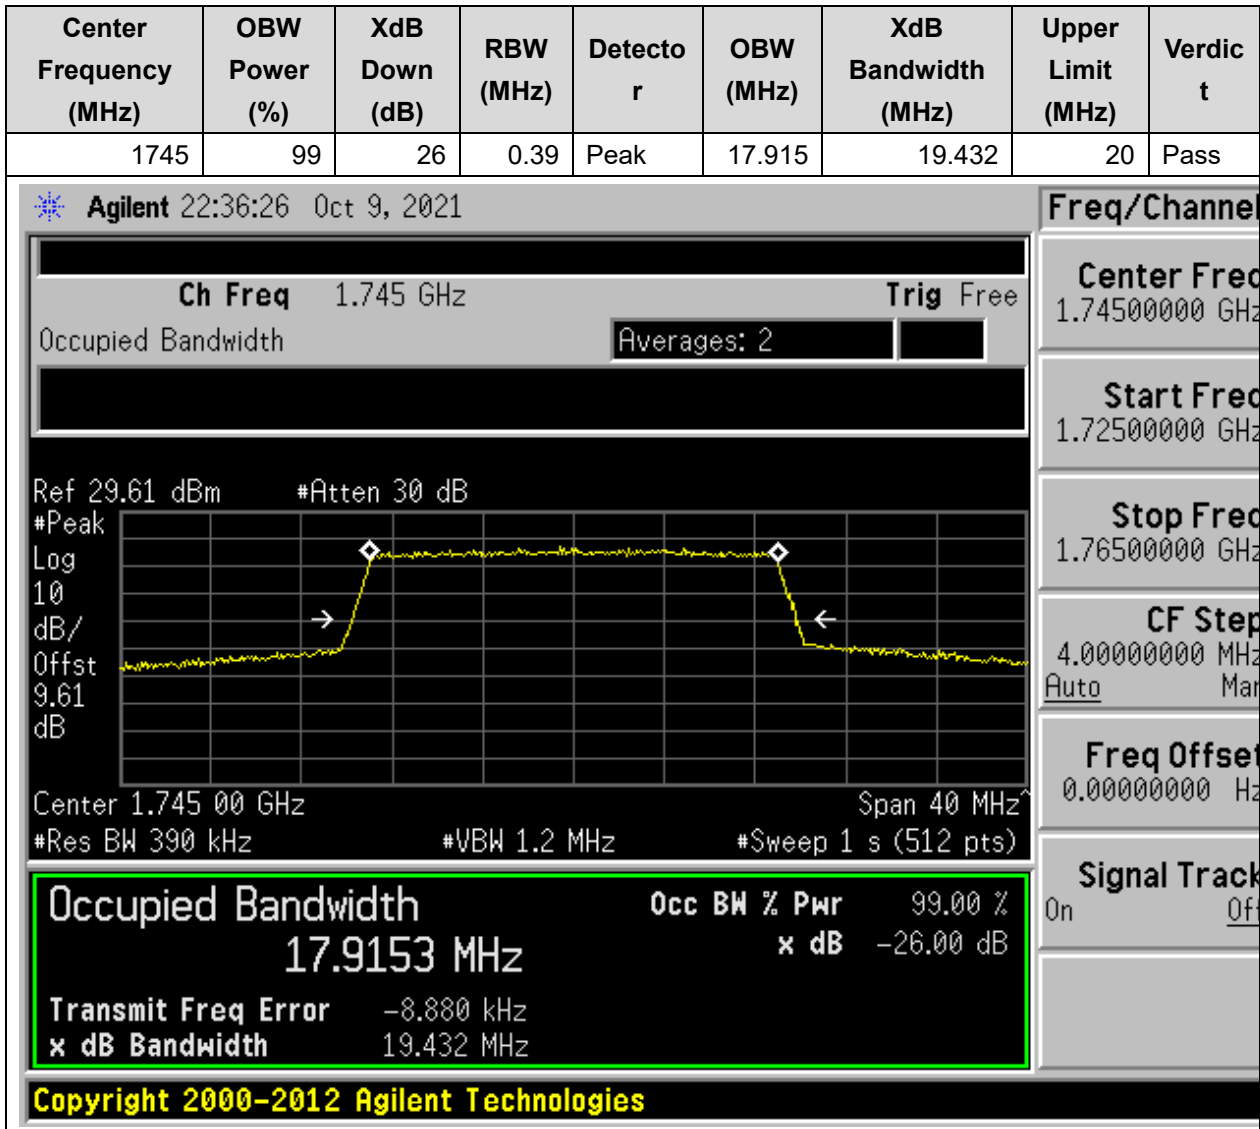 Center Frequency (MHz) OBW Power (%) XdB Down (dB) RBW (MHz) Detecto r OBW (MHz) XdB Bandwidth (MHz) Upper Limit (MHz) Verdic t
1745 99 26 0.39 Peak 17.915 19.432 20 Pass
Agilent 22:36:26 Oct 9, 2021
Freq/Channel
Ch Freq 1.745 GHz Trig Free
Occupied Bandwidth Averages: 2
Center Freq
1.74500000 GHz
Start Freq
1.72500000 GHz
Stop Freq
1.76500000 GHz
CF Step
4.00000000 MHz
Auto Man
Freq Offset
0.00000000 Hz
Signal Track
On Off
Ref 29.61 dBm #Atten 30 dB
#Peak
Log
10
dB/
Offst
9.61
dB
Center 1.745 00 GHz Span 40 MHz^
#Res BW 390 kHz #VBW 1.2 MHz #Sweep 1 s (512 pts)
Occupied Bandwidth
17.9153 MHz
Occ BW % Pwr 99.00 %
x dB -26.00 dB
Transmit Freq Error -8.880 kHz
x dB Bandwidth 19.432 MHz
Copyright 2000-2012 Agilent Technologies